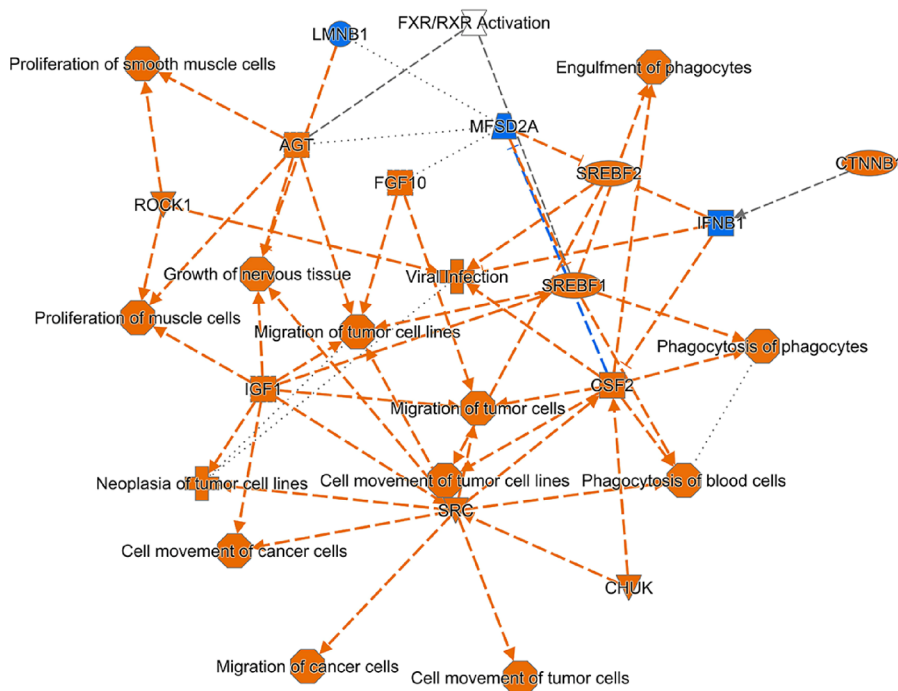 LMNB1
FXR/RXR Activation
Proliferation of smooth muscle cells
Engulfment of phagocytes
MFSD2A
AGT
CTNNB1
SREBF2
FGF10
ROCK1
IFNB1
Growth of nervous tissue
Viral Infection
SREBF1
Proliferation of muscle cells
Migration of tumor cell lines
Phagocytosis of phagocytes
IGF1
CSF2
Migration of tumor cells
Neoplasia of tumor cell lines
Cell movement of tumor cell lines
Phagocytosis of blood cells
SRC
Cell movement of cancer cells
CHUK
Migration of cancer cells
Cell movement of tumor cells